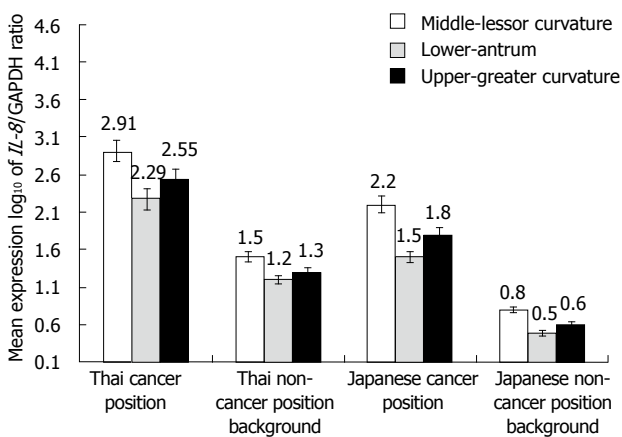 4.6
4.1
3.6
3.1
2.6
2.1
1.6
1.1
0.6
0.1
Mean expression log10 of IL-8/GAPDH ratio
Middle-lessor curvature
Lower-antrum
Upper-greater curvature
2.91
2.29
2.55
1.5
1.2
1.3
2.2
1.5
1.8
0.8
0.5
0.6
Thai cancer
position
Thai non-
cancer position
background
Japanese cancer
position
Japanese non-
cancer position
background